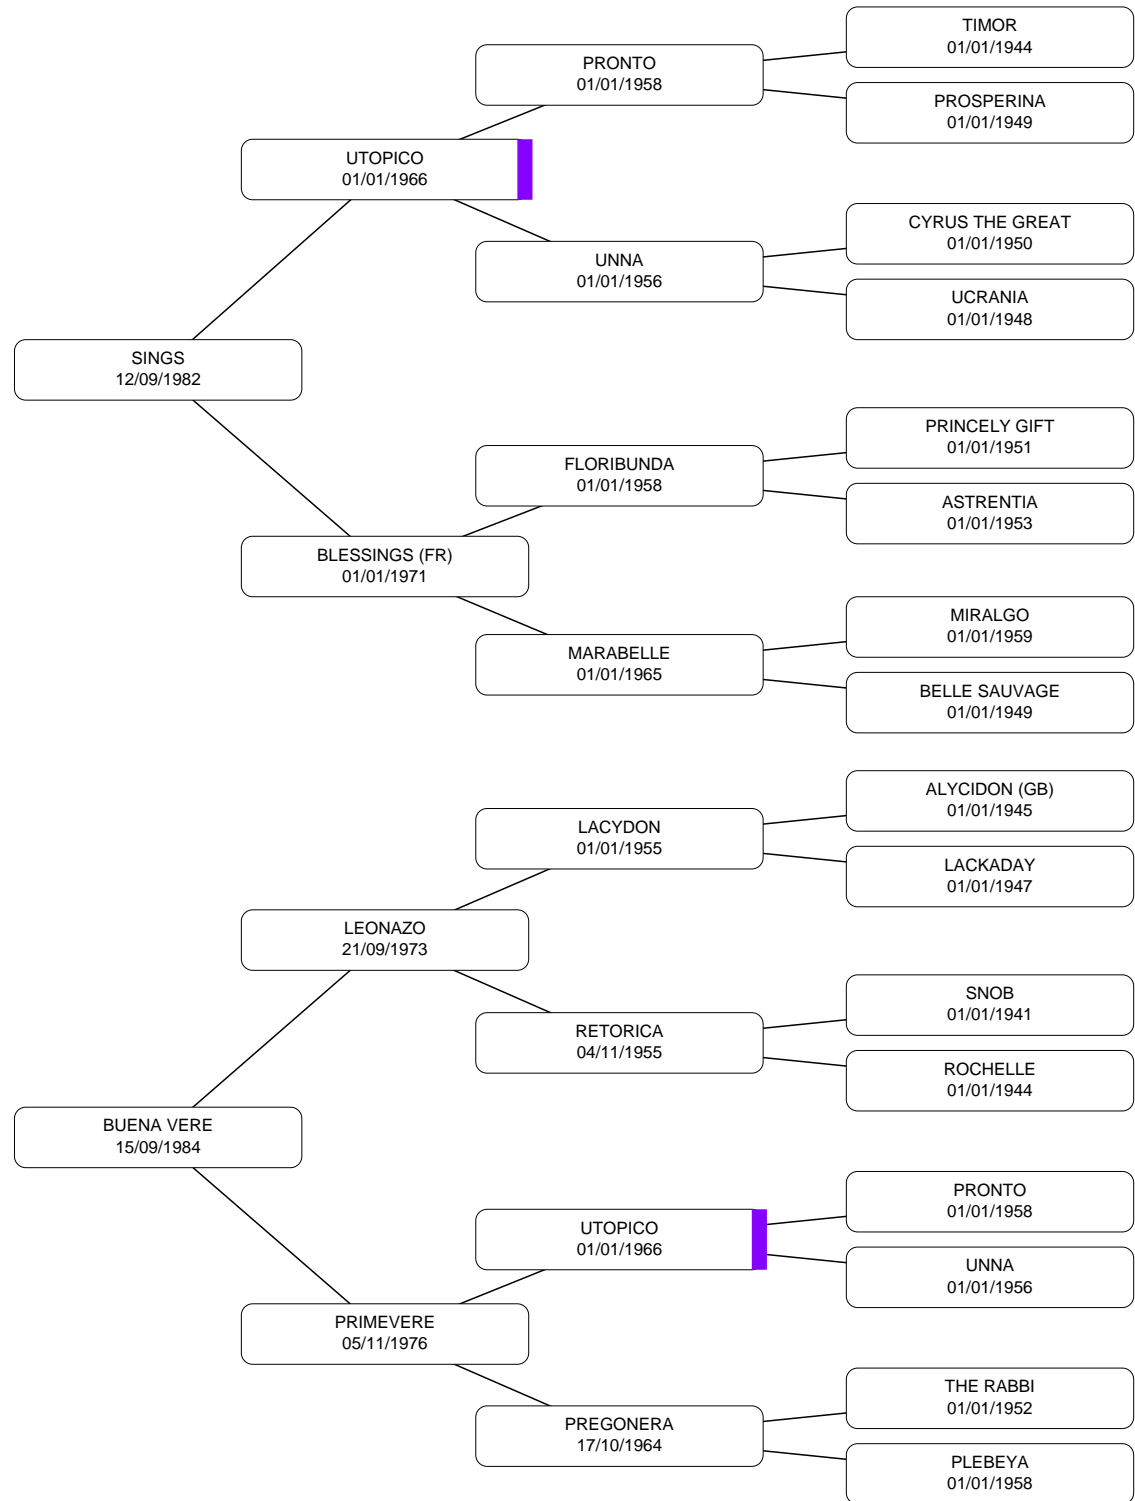 TIMOR
01/01/1944
PRONTO
01/01/1958
PROSPERINA
01/01/1949
UTOPICO
01/01/1966
CYRUS THE GREAT
01/01/1950
UNNA
01/01/1956
UCRANIA
01/01/1948
SINGS
12/09/1982
PRINCELY GIFT
01/01/1951
FLORIBUNDA
01/01/1958
ASTRENTIA
01/01/1953
BLESSINGS (FR)
01/01/1971
MIRALGO
01/01/1959
MARABELLE
01/01/1965
BELLE SAUVAGE
01/01/1949
ALYCIDON (GB)
01/01/1945
LACYDON
01/01/1955
LACKADAY
01/01/1947
LEONAZO
21/09/1973
SNOB
01/01/1941
RETORICA
04/11/1955
ROCHELLE
01/01/1944
BUENA VERE
15/09/1984
PRONTO
01/01/1958
UTOPICO
01/01/1966
UNNA
01/01/1956
PRIMEVERE
05/11/1976
THE RABBI
01/01/1952
PREGONERA
17/10/1964
PLEBEYA
01/01/1958